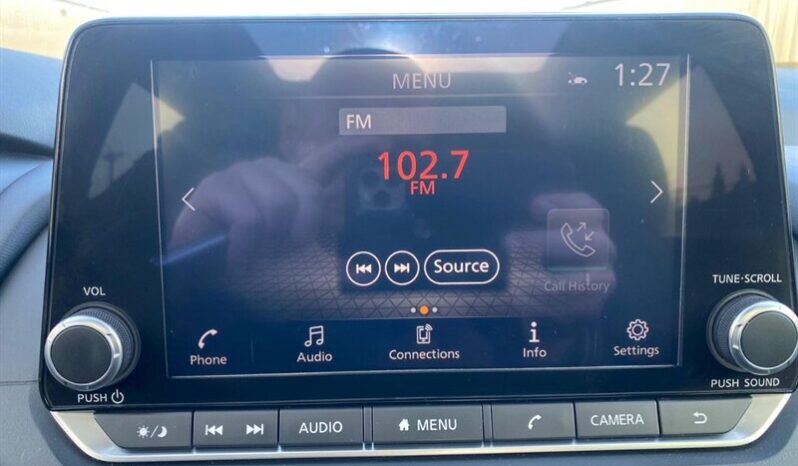 MENU 1:27
FM
102.7
FM
Source
Call History
VOL
TUNE·SCROLL
Phone Audio Connections Info Settings
PUSH
PUSH SOUND
AUDIO MENU CAMERA